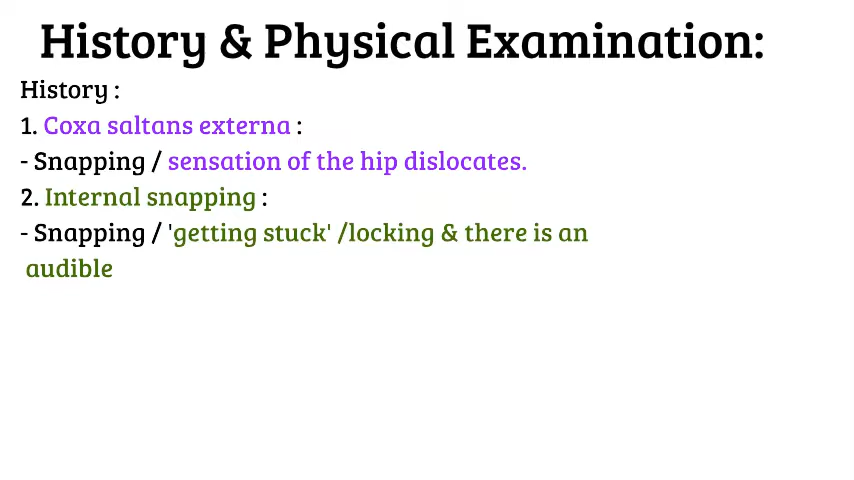 History & Physical Examination:
History :
1. Coxa saltans externa :
- Snapping / sensation of the hip dislocates.
2. Internal snapping :
- Snapping / 'getting stuck' /locking & there is an
audible